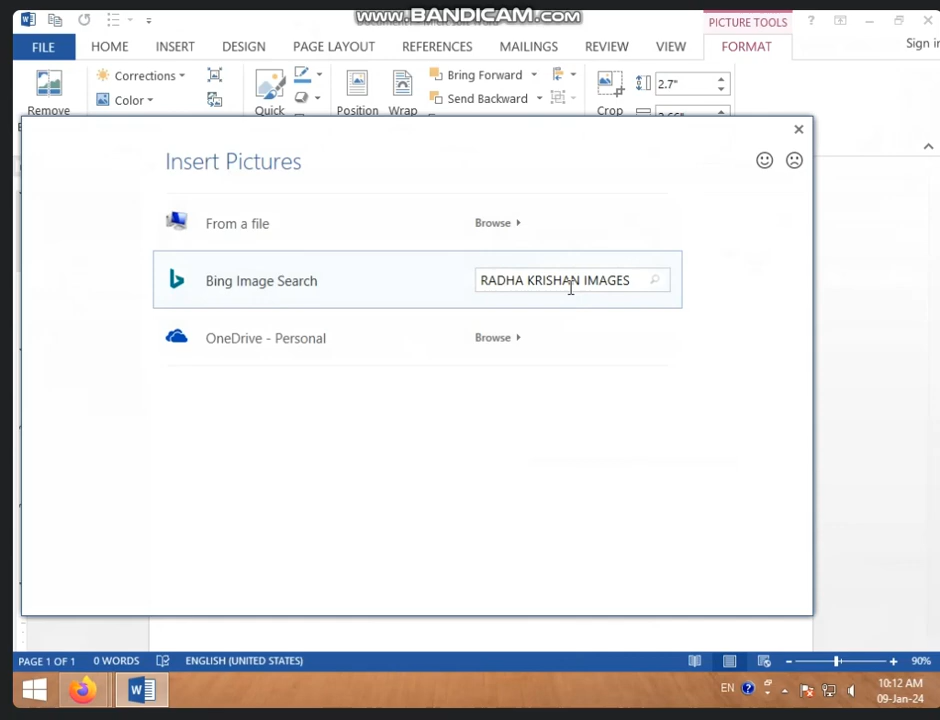 www.BANDICAM.com
PICTURE TOOLS
FILE HOME INSERT DESIGN PAGE LAYOUT REFERENCES MAILINGS REVIEW VIEW FORMAT Sign in
Corrections Bring Forward 2.7"
Color Send Backward
Remove Quick Position Wrap Crop
Insert Pictures
From a file Browse
Bing Image Search RADHA KRISHAN IMAGES
OneDrive - Personal Browse
PAGE 1 OF 1 0 WORDS ENGLISH (UNITED STATES) 90%
EN 10:12 AM
09-Jan-24